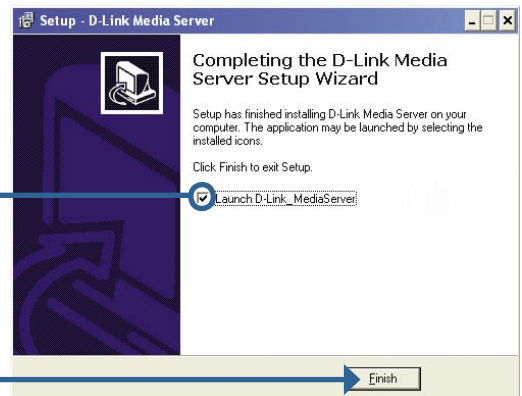 Setup - D-Link Media Server
Completing the D-Link Media
Server Setup Wizard
Setup has finished installing D-Link Media Server on your
computer. The application may be launched by selecting the
installed icons.
Click Finish to exit Setup.
Launch D-Link_MediaServer
Finish